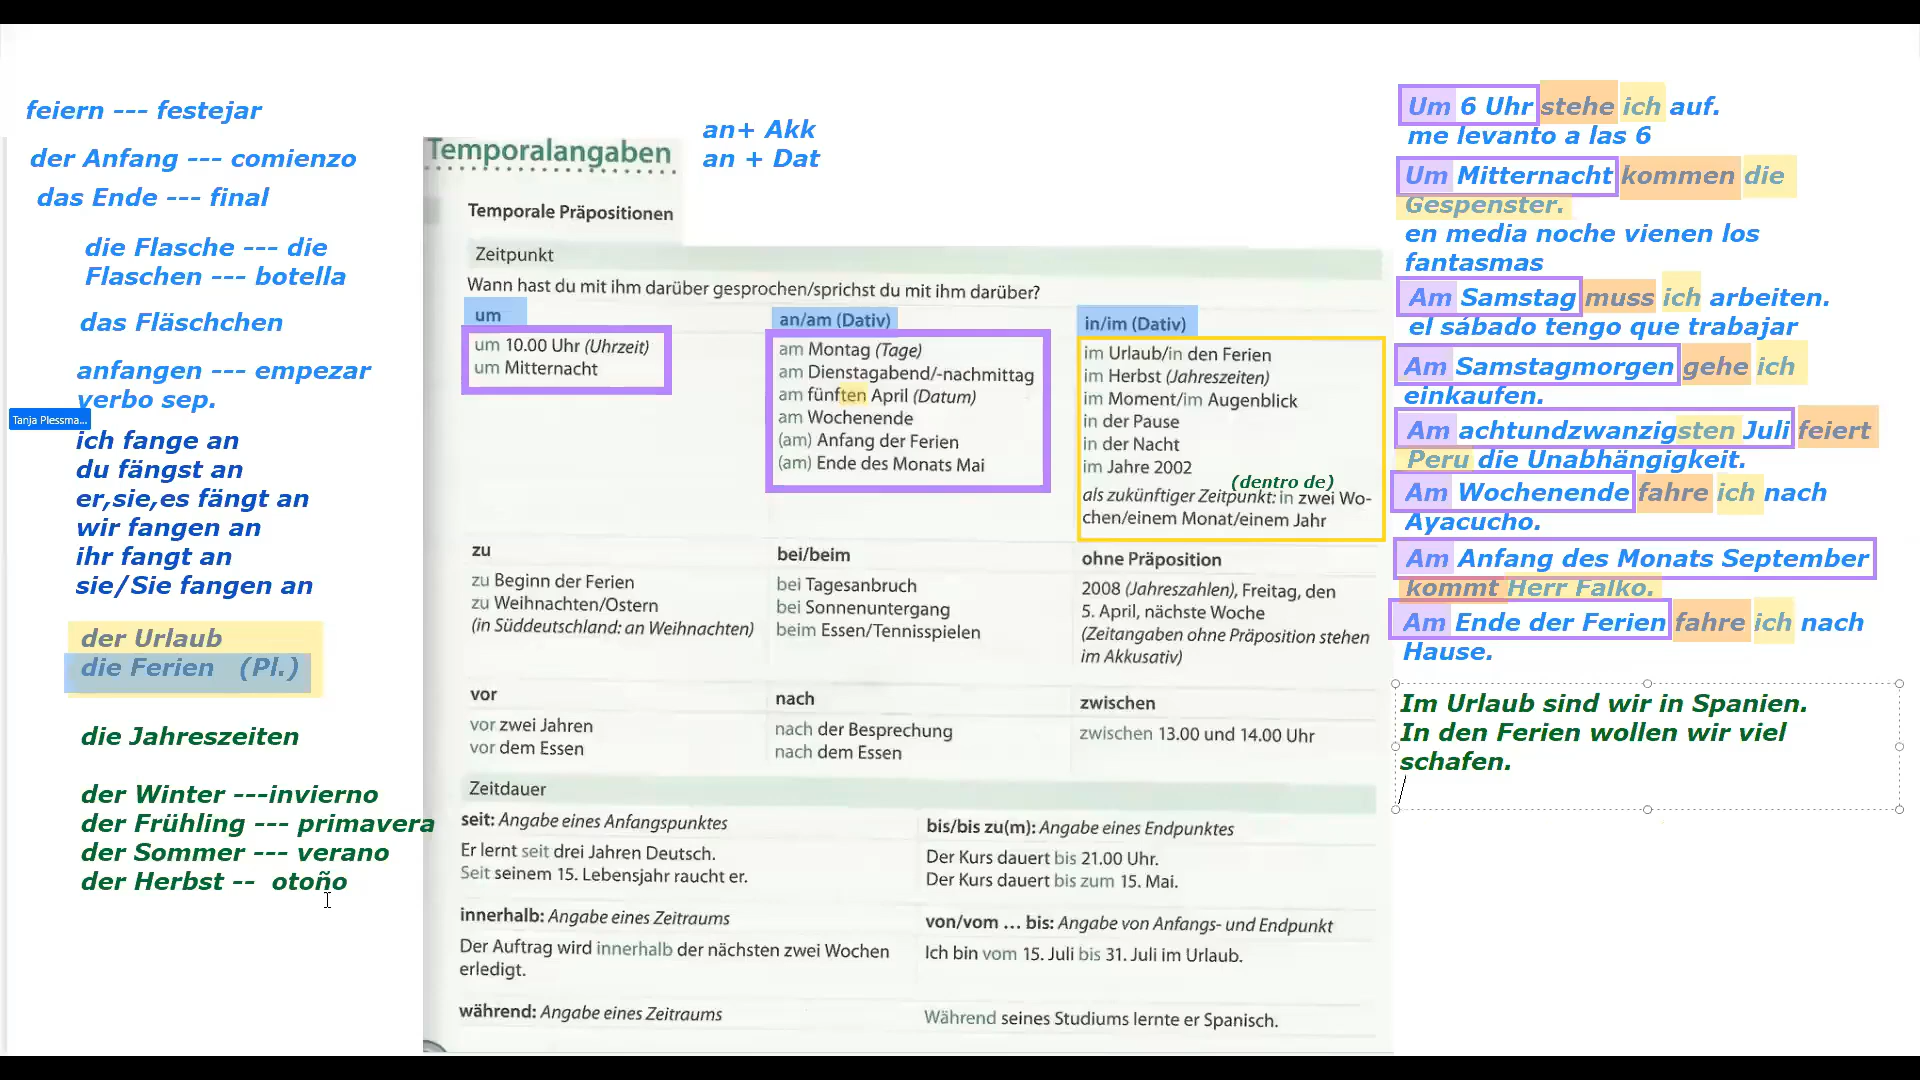 feiern --- festejar
der Anfang --- comienzo
das Ende --- final
die Flasche --- die
Flaschen --- botella
das Fläschchen
anfangen --- empezar
verbo sep.
Tanja Plessma...
ich fange an
du fängst an
er,sie,es fängt an
wir fangen an
ihr fangt an
sie/Sie fangen an
der Urlaub
die Ferien (Pl.)
die Jahreszeiten
der Winter ---invierno
der Frühling --- primavera
der Sommer --- verano
der Herbst -- otoño
an+ Akk
an + Dat
Temporalangaben
Temporale Präpositionen
Zeitpunkt
Wann hast du mit ihm darüber gesprochen/sprichst du mit ihm darüber?
um
um 10.00 Uhr (Uhrzeit)
um Mitternacht
an/am (Dativ)
am Montag (Tage)
am Dienstagabend/-nachmittag
am fünften April (Datum)
am Wochenende
(am) Anfang der Ferien
(am) Ende des Monats Mai
in/im (Dativ)
im Urlaub/in den Ferien
im Herbst (Jahreszeiten)
im Moment/im Augenblick
in der Pause
in der Nacht
im Jahre 2002
(dentro de)
als zukünftiger Zeitpunkt: in zwei Wo-
chen/einem Monat/einem Jahr
zu
zu Beginn der Ferien
zu Weihnachten/Ostern
(in Süddeutschland: an Weihnachten)
bei/beim
bei Tagesanbruch
bei Sonnenuntergang
beim Essen/Tennisspielen
ohne Präposition
2008 (Jahreszahlen), Freitag, den
5. April, nächste Woche
(Zeitangaben ohne Präposition stehen
im Akkusativ)
vor
vor zwei Jahren
vor dem Essen
nach
nach der Besprechung
nach dem Essen
zwischen
zwischen 13.00 und 14.00 Uhr
Zeitdauer
seit: Angabe eines Anfangspunktes
Er lernt seit drei Jahren Deutsch.
Seit seinem 15. Lebensjahr raucht er.
bis/bis zu(m): Angabe eines Endpunktes
Der Kurs dauert bis 21.00 Uhr.
Der Kurs dauert bis zum 15. Mai.
innerhalb: Angabe eines Zeitraums
Der Auftrag wird innerhalb der nächsten zwei Wochen
erledigt.
von/vom ... bis: Angabe von Anfangs- und Endpunkt
Ich bin vom 15. Juli bis 31. Juli im Urlaub.
während: Angabe eines Zeitraums
Während seines Studiums lernte er Spanisch.
Um 6 Uhr stehe ich auf.
me levanto a las 6
Um Mitternacht kommen die
Gespenster.
en media noche vienen los
fantasmas
Am Samstag muss ich arbeiten.
el sábado tengo que trabajar
Am Samstagmorgen gehe ich
einkaufen.
Am achtundzwanzigsten Juli feiert
Peru die Unabhängigkeit.
Am Wochenende fahre ich nach
Ayacucho.
Am Anfang des Monats September
kommt Herr Falko.
Am Ende der Ferien fahre ich nach
Hause.
Im Urlaub sind wir in Spanien.
In den Ferien wollen wir viel
schafen.